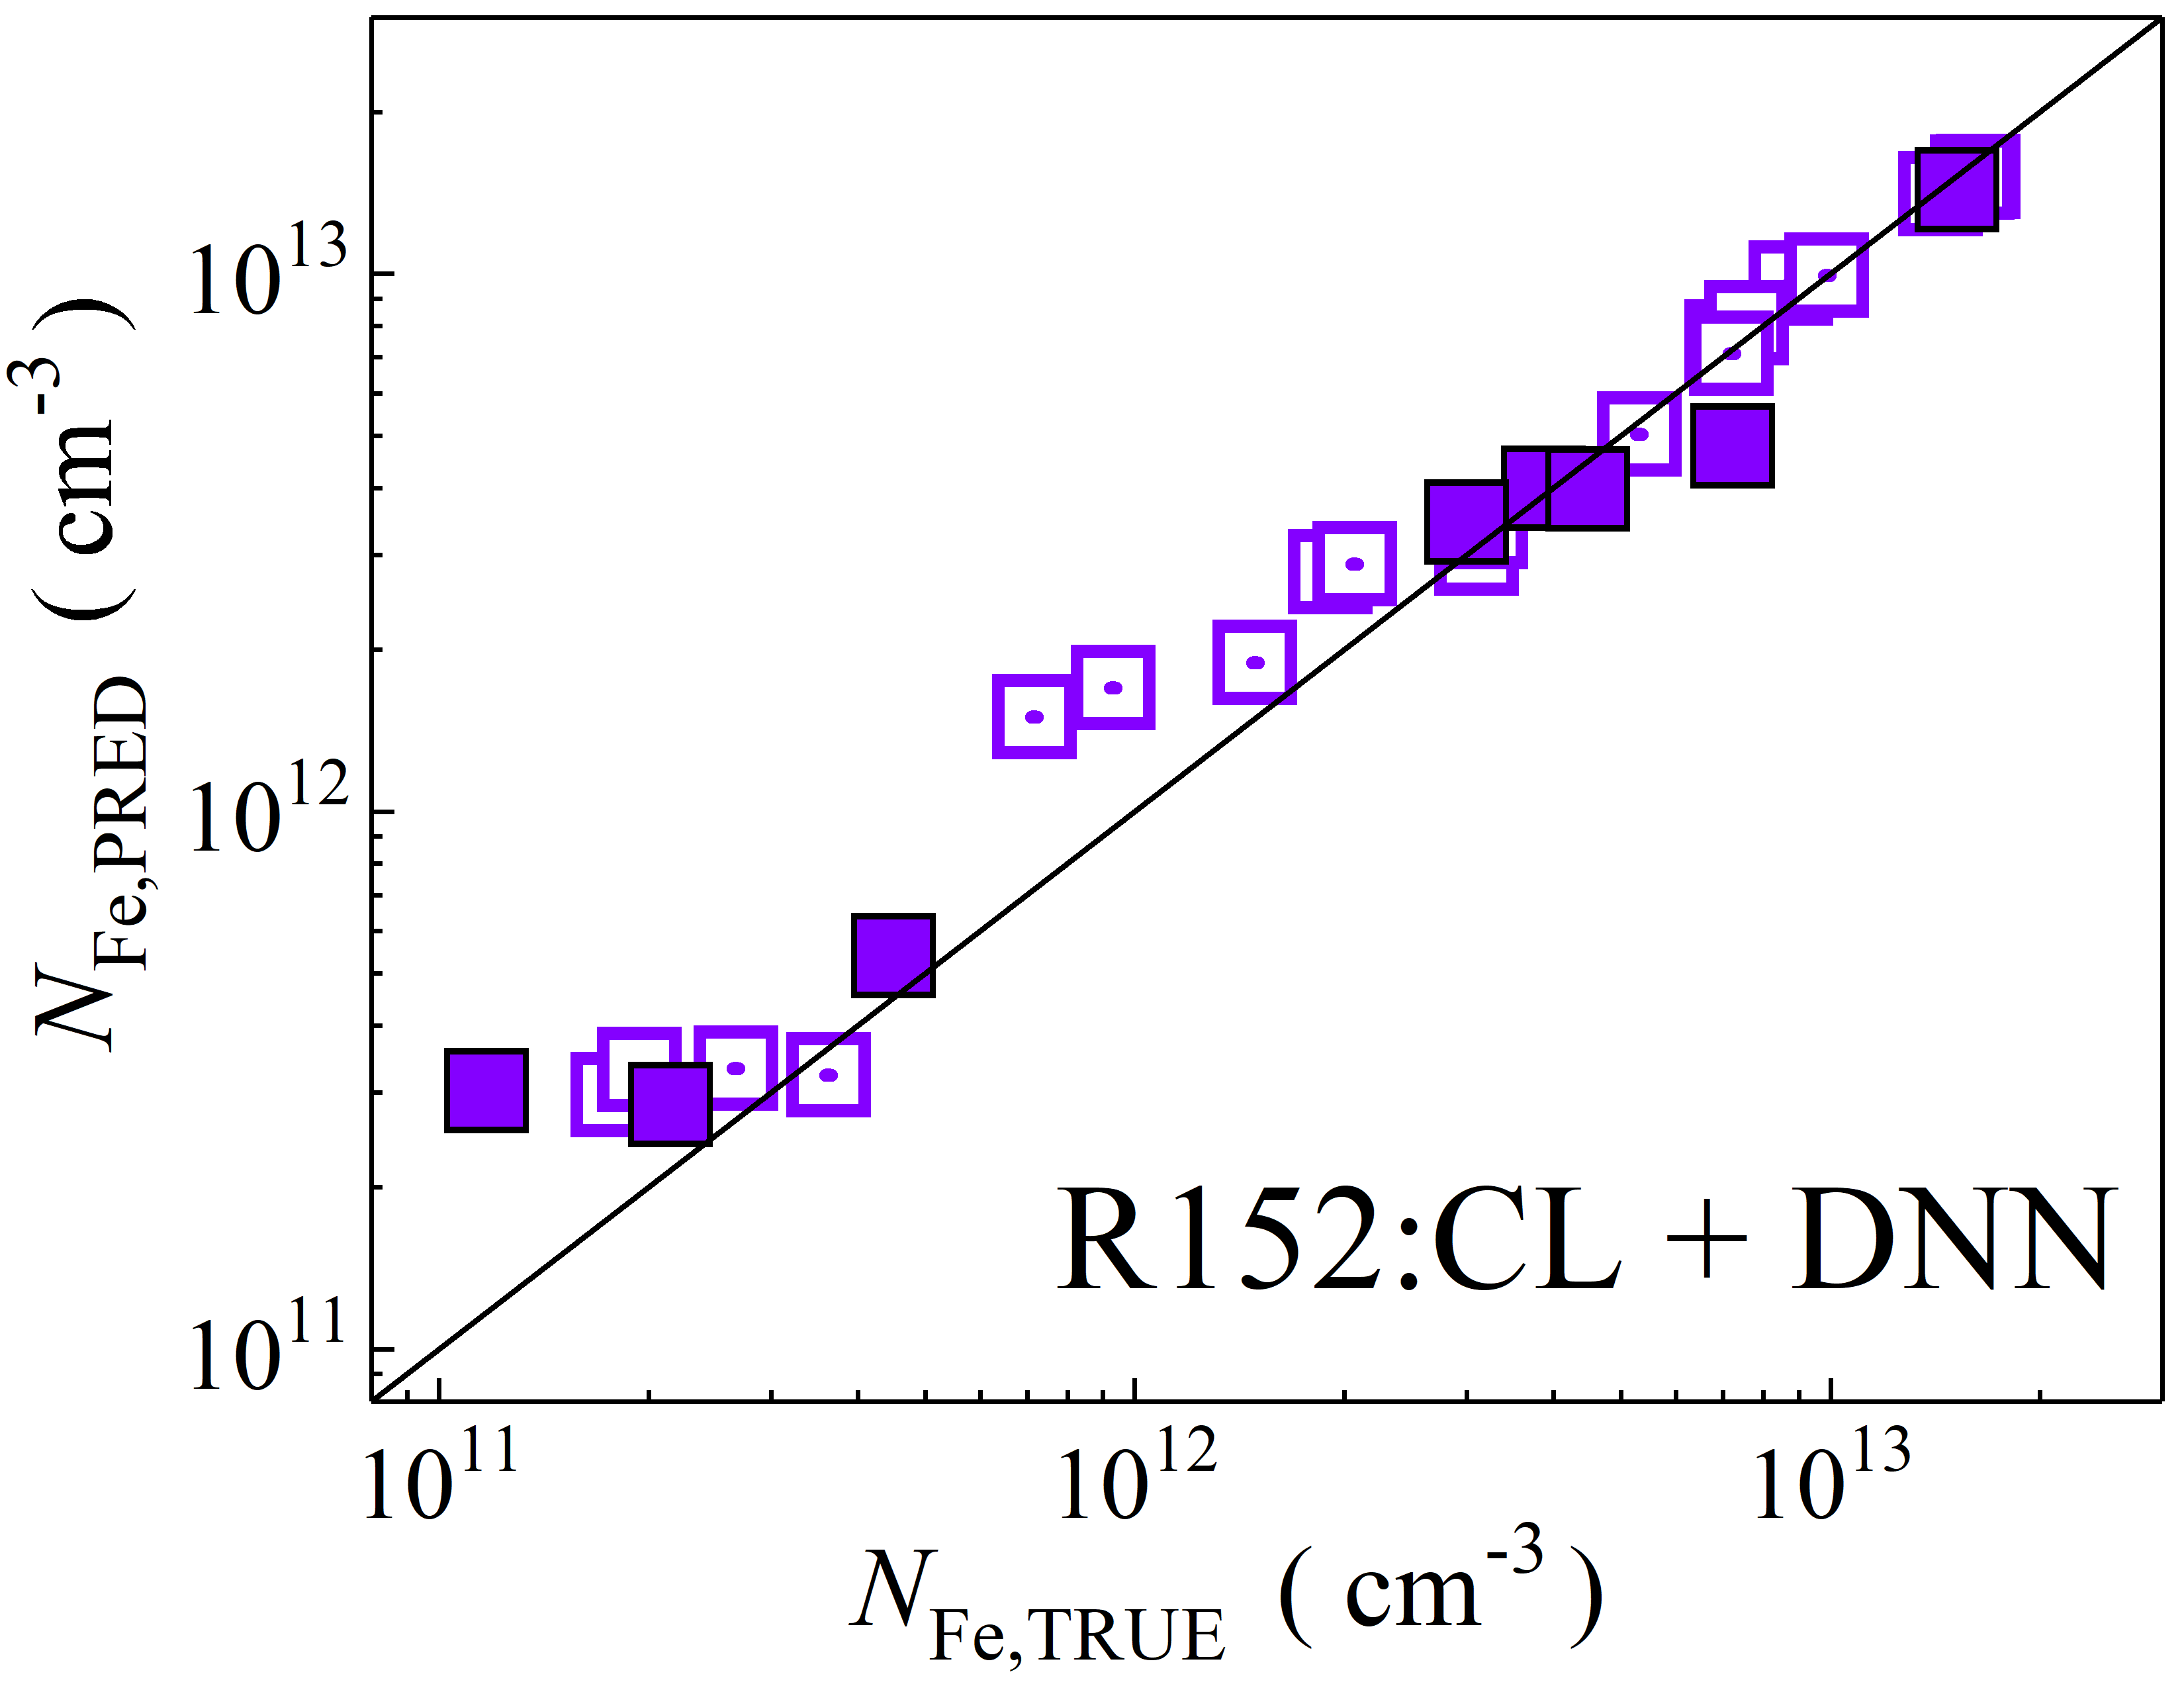 N_Fe,PRED ( cm^-3 )
10^13
10^12
10^11
R152:CL + DNN
10^11 10^12 10^13
N_Fe,TRUE ( cm^-3 )